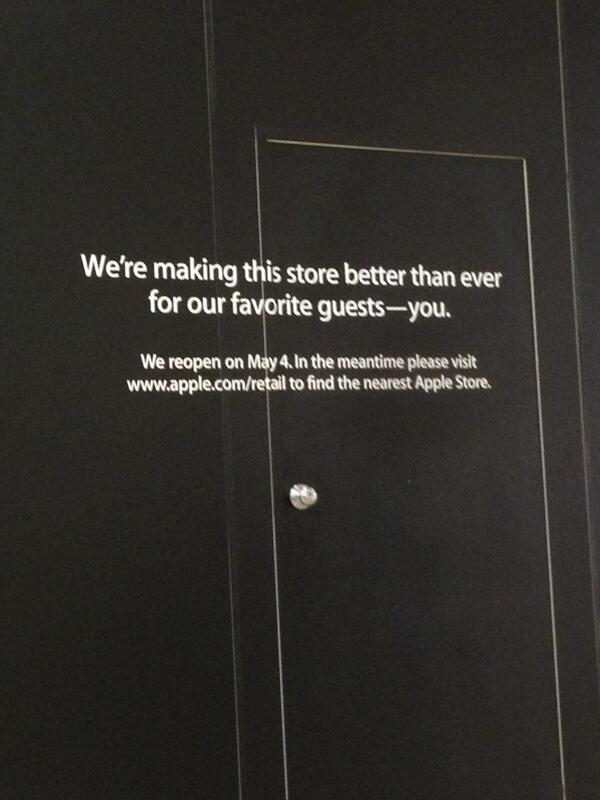 We're making this store better than ever
for our favorite guests—you.
We reopen on May 4. In the meantime please visit
www.apple.com/retail to find the nearest Apple Store.